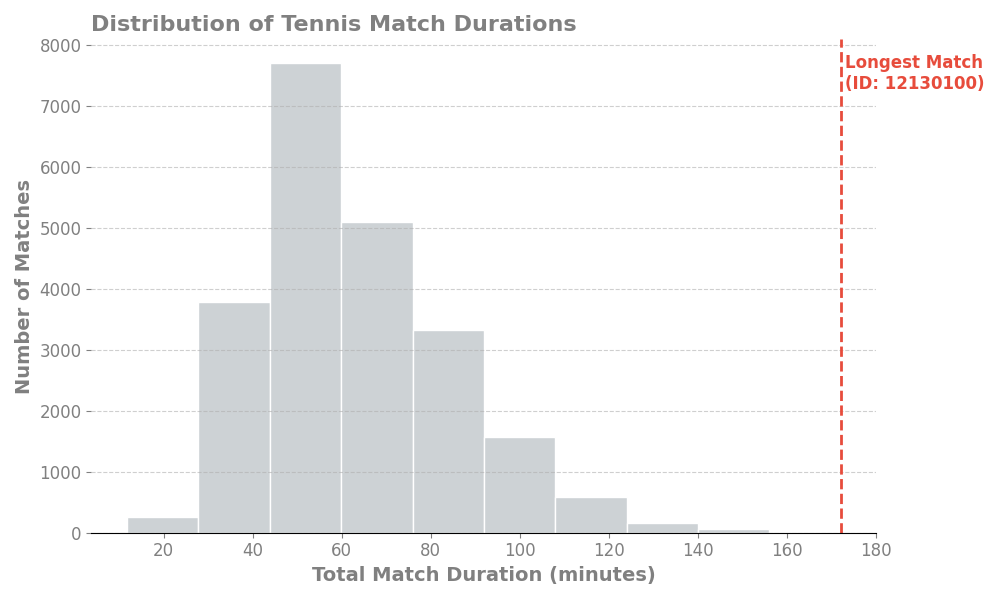 Distribution of Tennis Match Durations
8000
7000
6000
5000
4000
3000
2000
1000
0
Number of Matches
Longest Match
(ID: 12130100)
20 40 60 80 100 120 140 160 180
Total Match Duration (minutes)